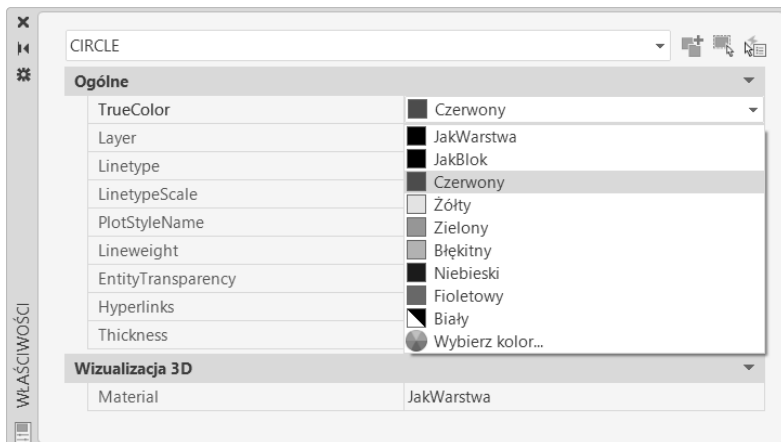 CIRCLE
Ogólne
TrueColor Czerwony
Layer JakWarstwa
JakBlok
Linetype
Czerwony
LinetypeScale
Żółty
PlotStyleName
Zielony
Lineweight Błękitny
EntityTransparency Niebieski
Fioletowy
Hyperlinks
Biały
Thickness
Wybierz kolor...
Wizualizacja 3D
Material JakWarstwa
WŁAŚCIWOŚCI